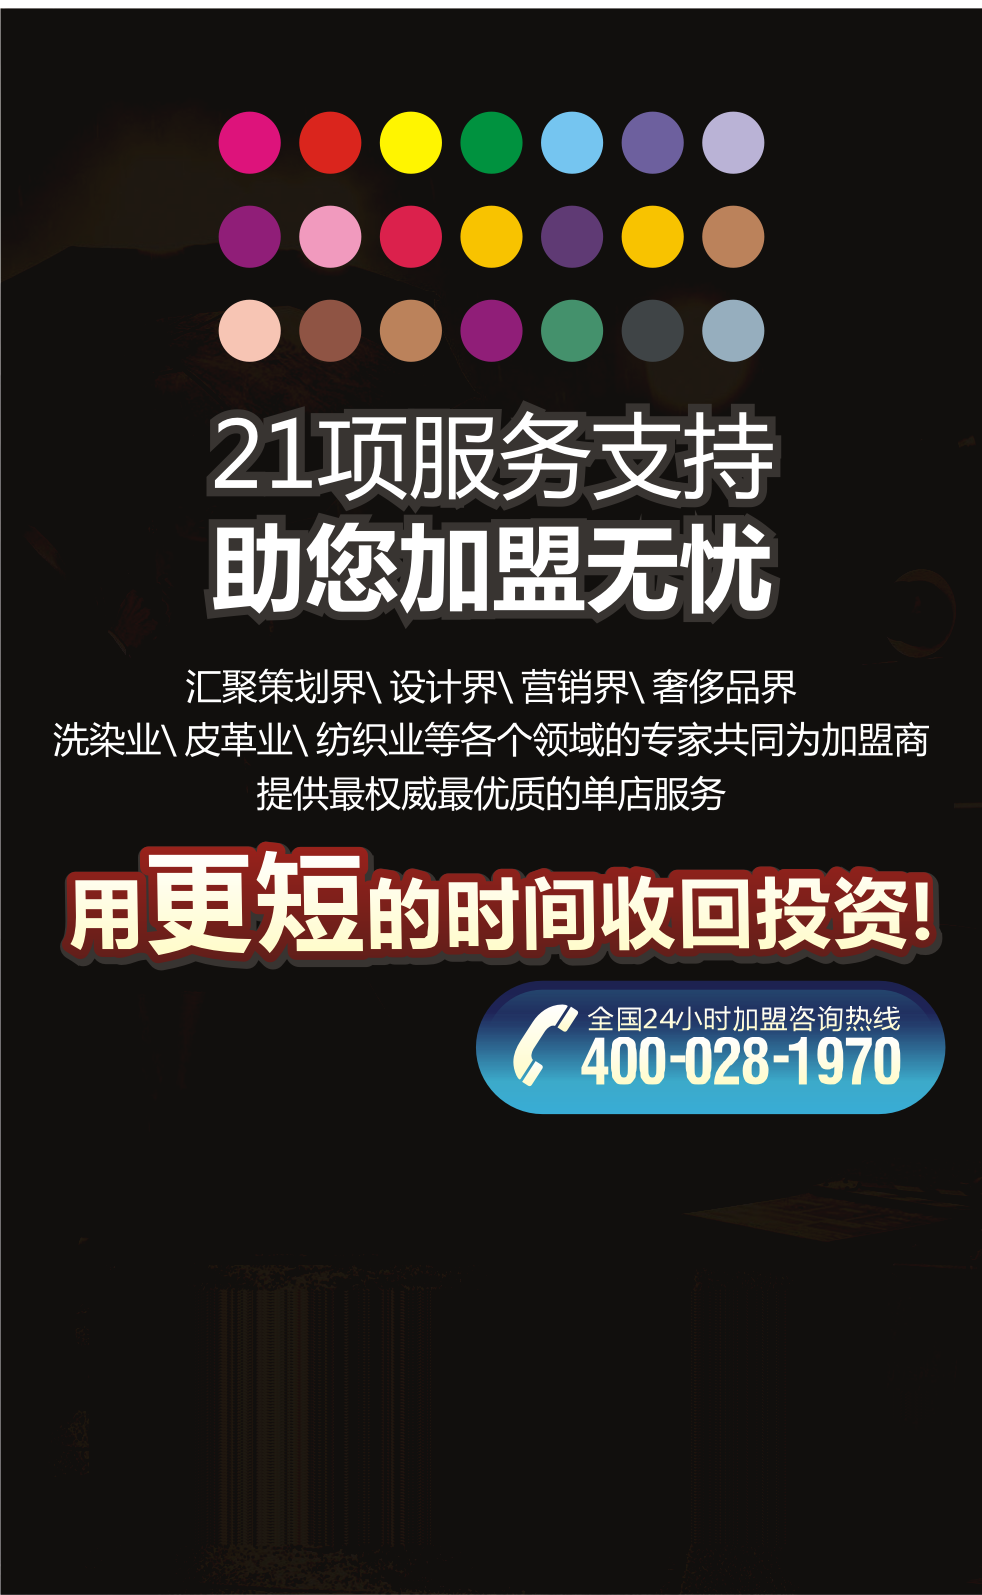 21项服务支持
助您加盟无忧
汇聚策划界\ 设计界\ 营销界\ 奢侈品界
洗染业\ 皮革业\ 纺织业等各个领域的专家共同为加盟商
提供最权威最优质的单店服务
用更短的时间收回投资!
全国24小时加盟咨询热线
400-028-1970